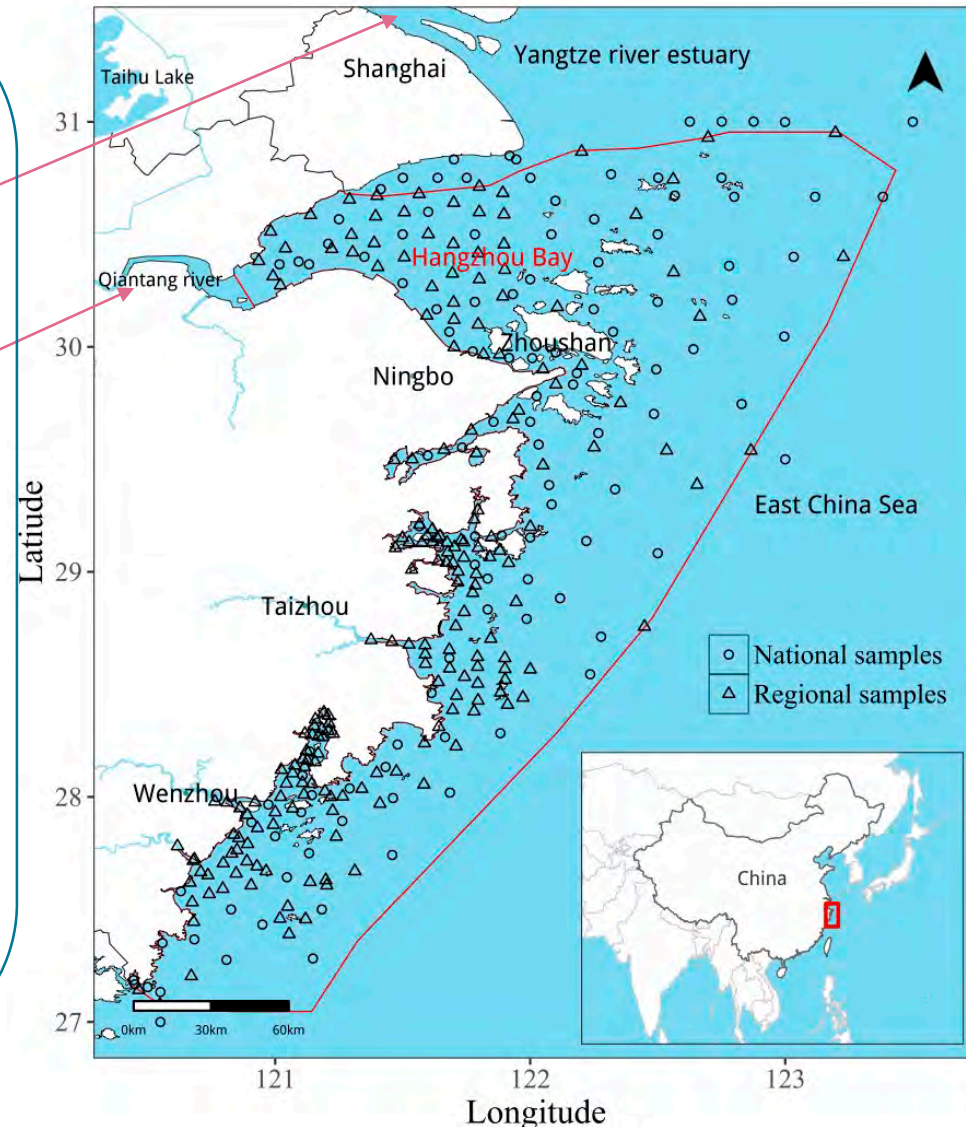 Yangtze river estuary
Shanghai
Taihu Lake
31
Hangzhou Bay
Qiantang river
30
Zhoushan
Ningbo
Latiude
East China Sea
29
Taizhou
National samples
Regional samples
28
Wenzhou
China
27
0km 30km 60km
121 122 123
Longitude